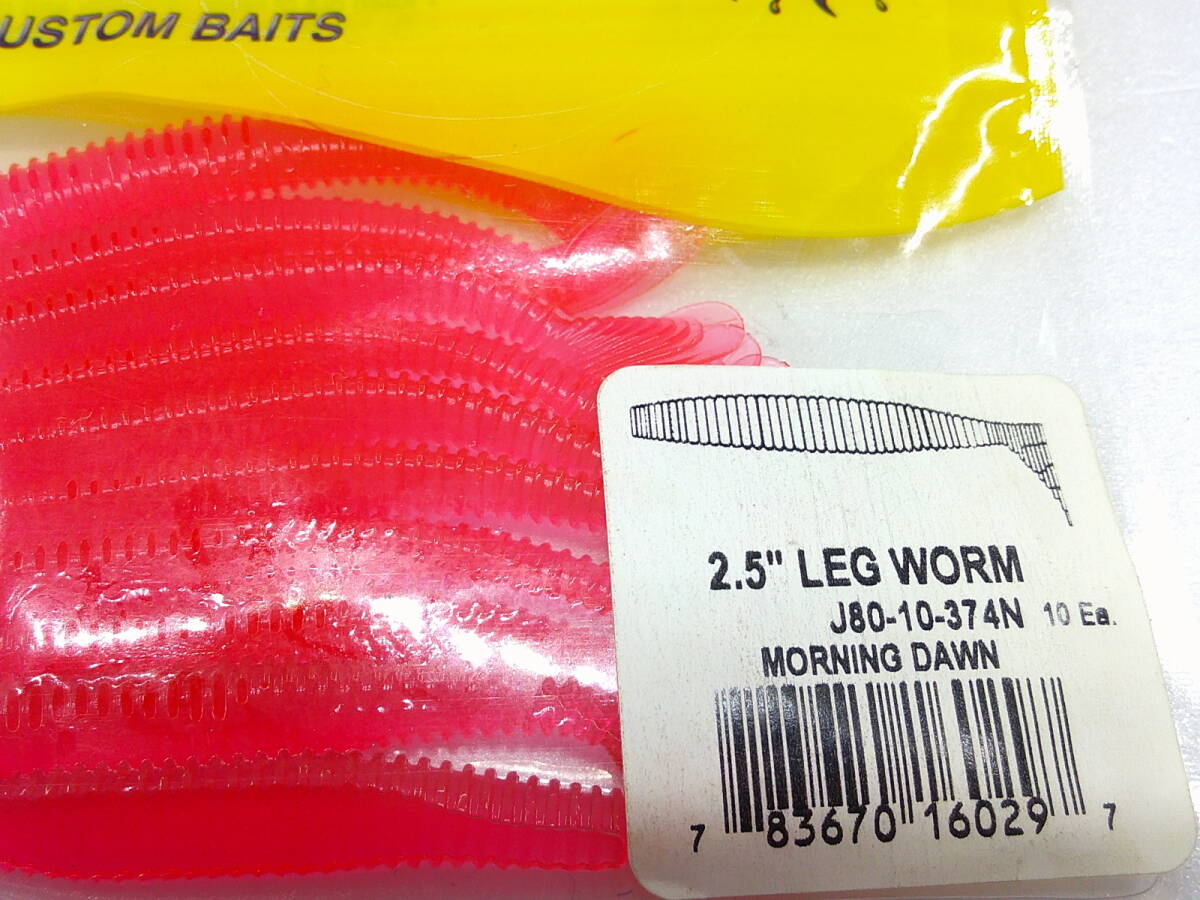 USTOM BAITS
2.5" LEG WORM
J80-10-374N 10 Ea.
MORNING DAWN
7 83670 16029 7